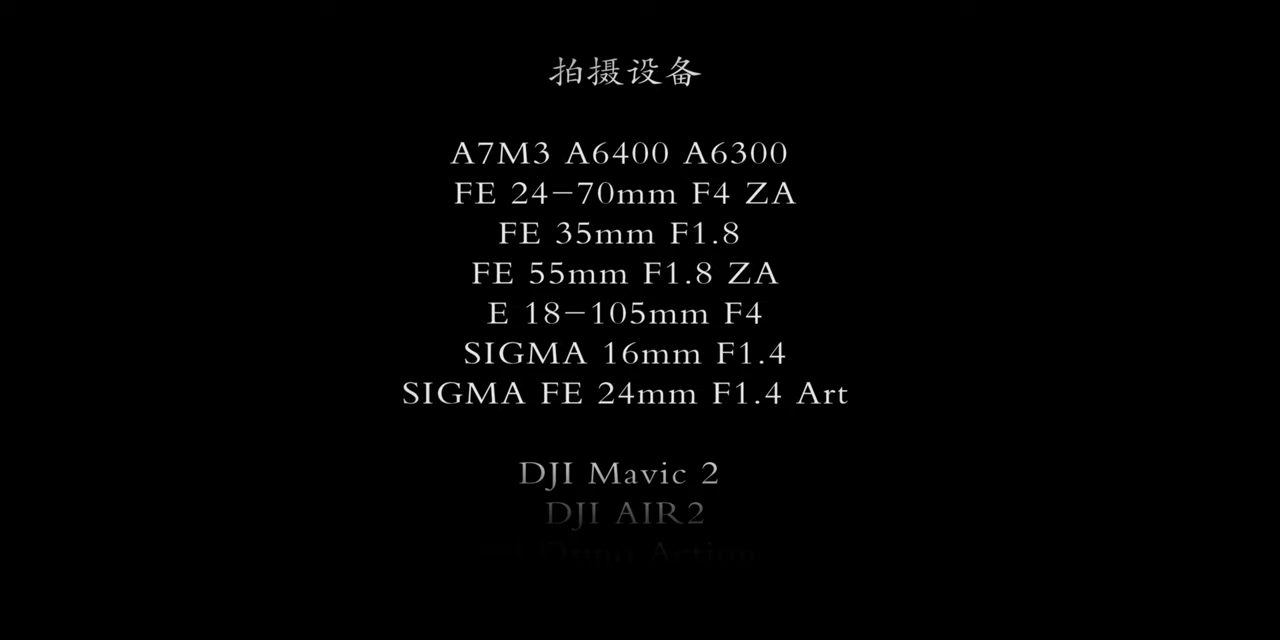 拍摄设备
A7M3 A6400 A6300
FE 24-70mm F4 ZA
FE 35mm F1.8
FE 55mm F1.8 ZA
E 18-105mm F4
SIGMA 16mm F1.4
SIGMA FE 24mm F1.4 Art
DJI Mavic 2
DJI AIR2
Osmo Action